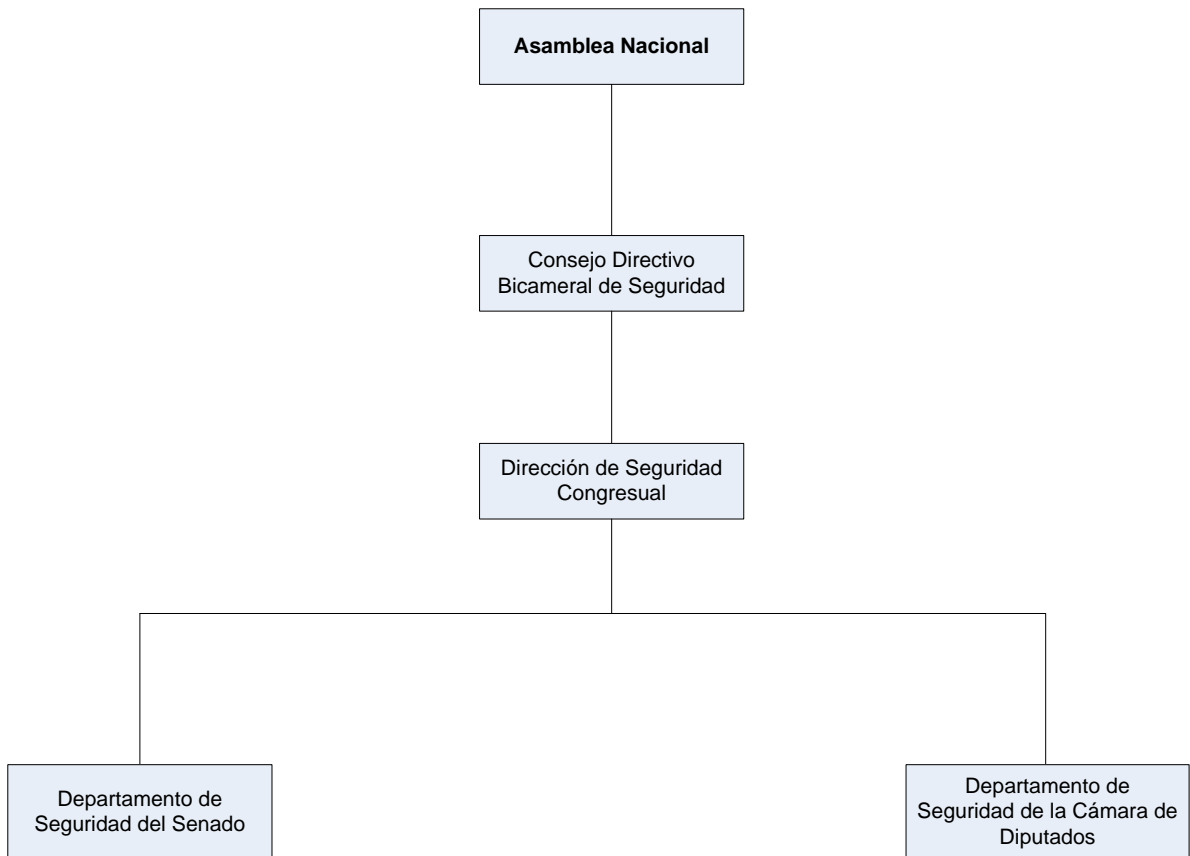 Asamblea Nacional
Consejo Directivo
Bicameral de Seguridad
Dirección de Seguridad
Congresual
Departamento de
Seguridad del Senado
Departamento de
Seguridad de la Cámara de
Diputados